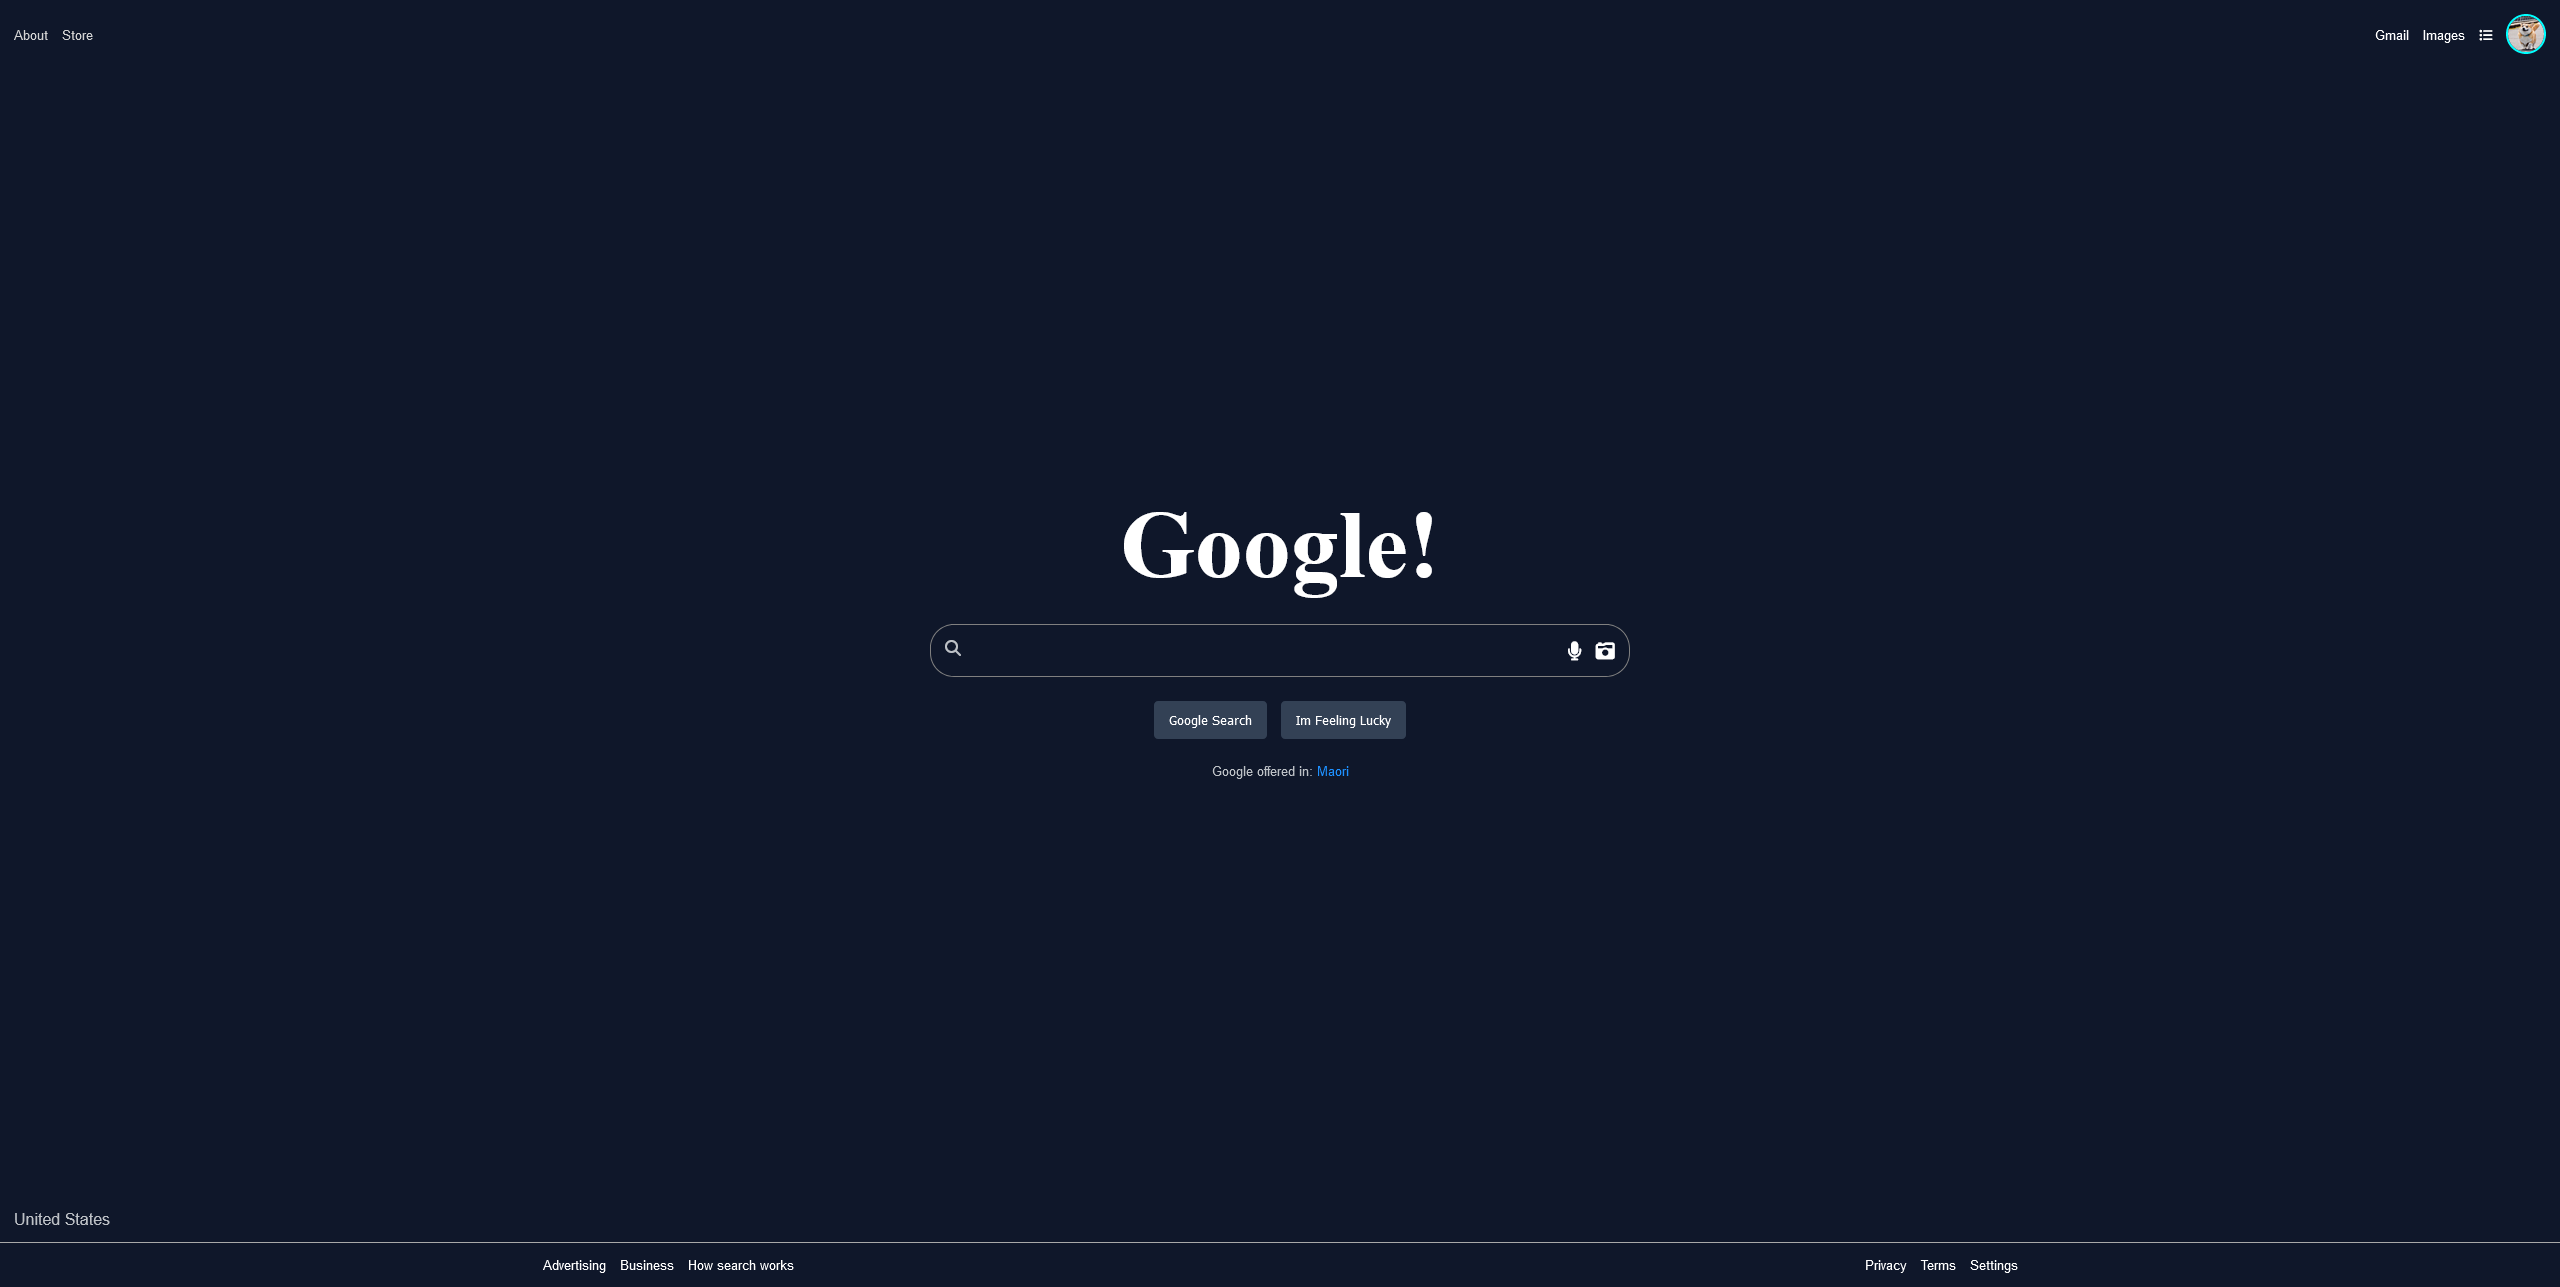 About Store Gmail Images
Google!
Google Search Im Feeling Lucky
Google offered in: Maori
United States
Advertising Business How search works Privacy Terms Settings